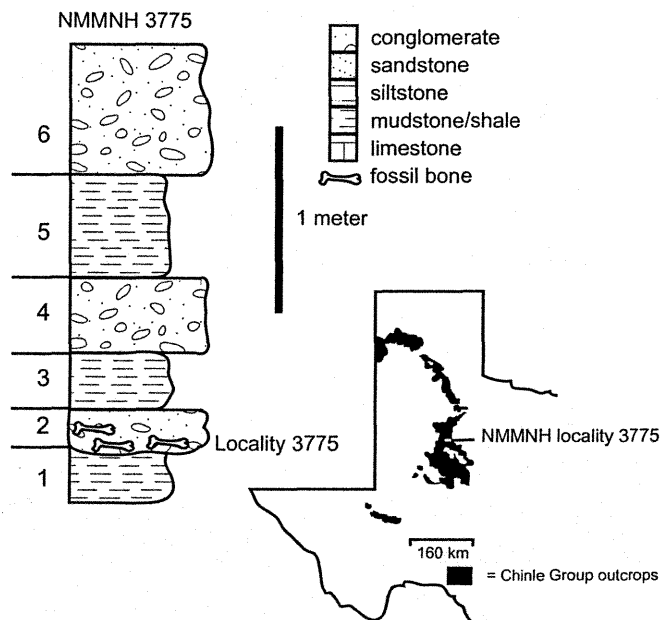 NMMNH 3775
6
5
4
3
2
1
Locality 3775
conglomerate
sandstone
siltstone
mudstone/shale
limestone
fossil bone
1 meter
NMMNH locality 3775
160 km
= Chinle Group outcrops